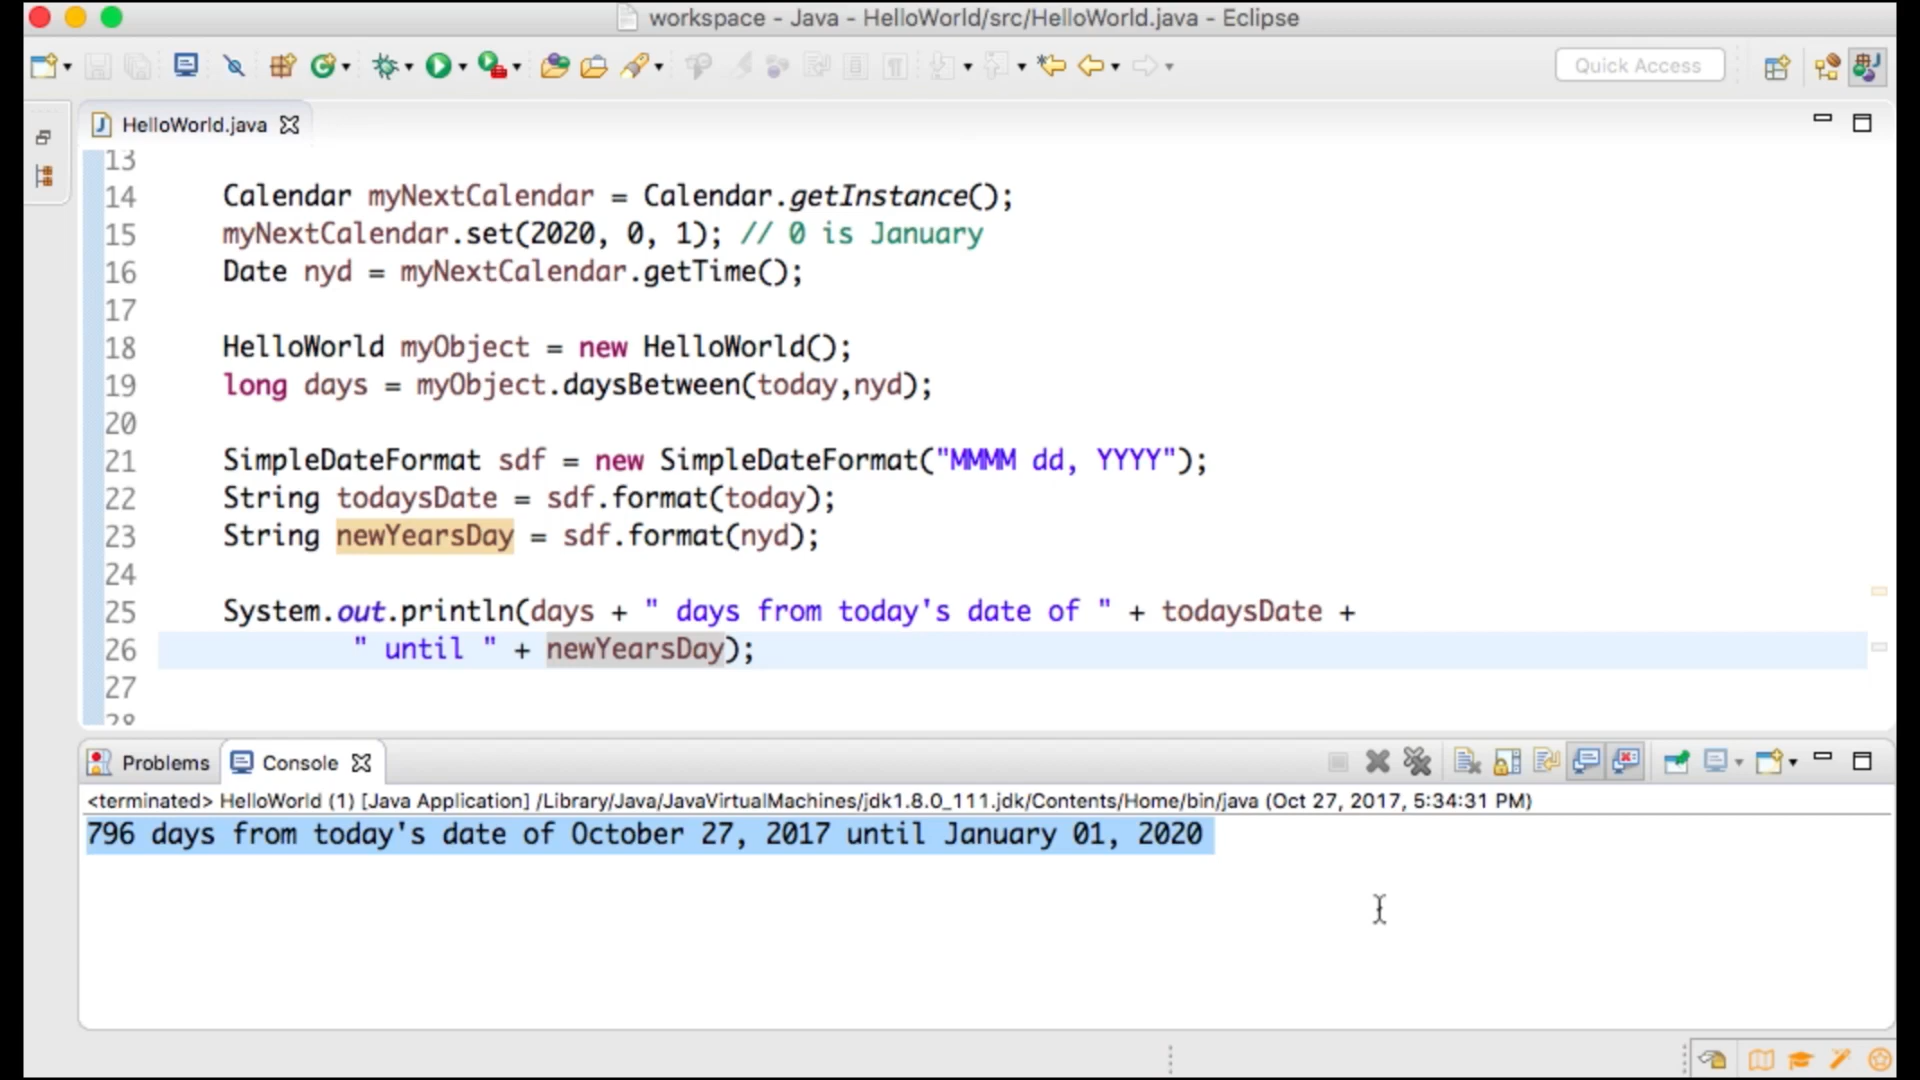 workspace - Java - HelloWorld/src/HelloWorld.java - Eclipse
Quick Access
HelloWorld.java
13
14 Calendar myNextCalendar = Calendar.getInstance();
15 myNextCalendar.set(2020, 0, 1); // 0 is January
16 Date nyd = myNextCalendar.getTime();
17
18 HelloWorld myObject = new HelloWorld();
19 long days = myObject.daysBetween(today,nyd);
20
21 SimpleDateFormat sdf = new SimpleDateFormat("MMMM dd, YYYY");
22 String todaysDate = sdf.format(today);
23 String newYearsDay = sdf.format(nyd);
24
25 System.out.println(days + " days from today's date of " + todaysDate +
26 " until " + newYearsDay);
27
28
Problems Console
<terminated> HelloWorld (1) [Java Application] /Library/Java/JavaVirtualMachines/jdk1.8.0_111.jdk/Contents/Home/bin/java (Oct 27, 2017, 5:34:31 PM)
796 days from today's date of October 27, 2017 until January 01, 2020